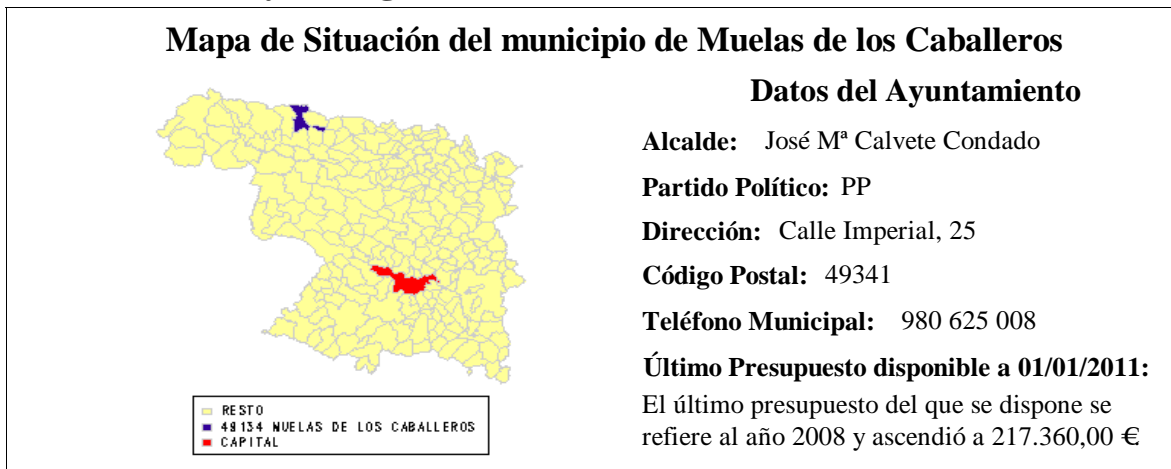 Mapa de Situación del municipio de Muelas de los Caballeros
Datos del Ayuntamiento
Alcalde: José Mª Calvete Condado
Partido Político: PP
Dirección: Calle Imperial, 25
Código Postal: 49341
Teléfono Municipal: 980 625 008
Último Presupuesto disponible a 01/01/2011:
El último presupuesto del que se dispone se
refiere al año 2008 y ascendió a 217.360,00 €
RESTO
49134 MUELAS DE LOS CABALLEROS
CAPITAL